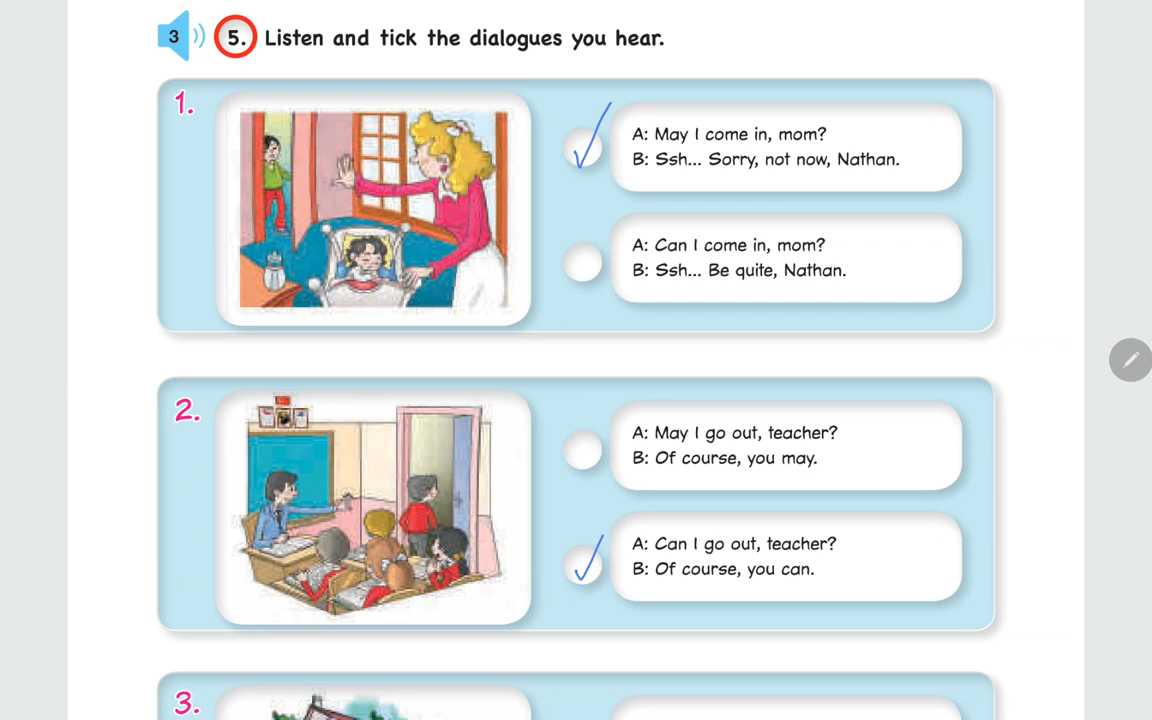 3 5. Listen and tick the dialogues you hear.
1.
A: May I come in, mom?
B: Ssh... Sorry, not now, Nathan.
A: Can I come in, mom?
B: Ssh... Be quite, Nathan.
2.
A: May I go out, teacher?
B: Of course, you may.
A: Can I go out, teacher?
B: Of course, you can.
3.